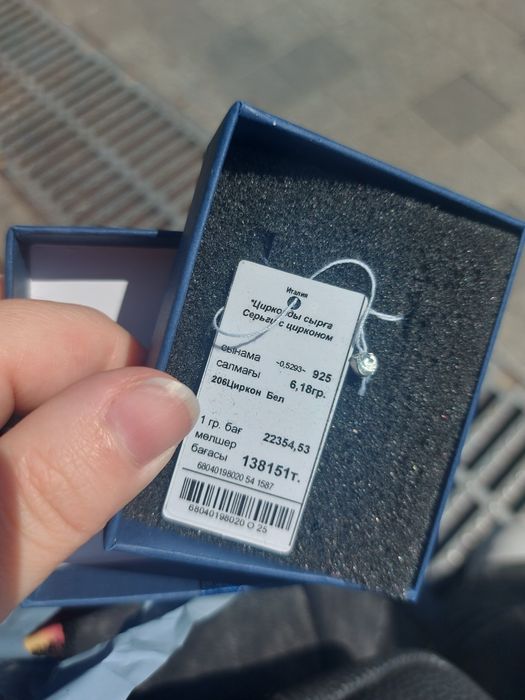 Италия
"Цирконды сырға
Серьги с цирконом
сынама ~0,5293~ 925
салмағы 6,18гр.
206Циркон Бел
1 гр. бағ 22354,53
мөлшер
бағасы 138151т.
68040198020 54 1587
68040198020 О 25